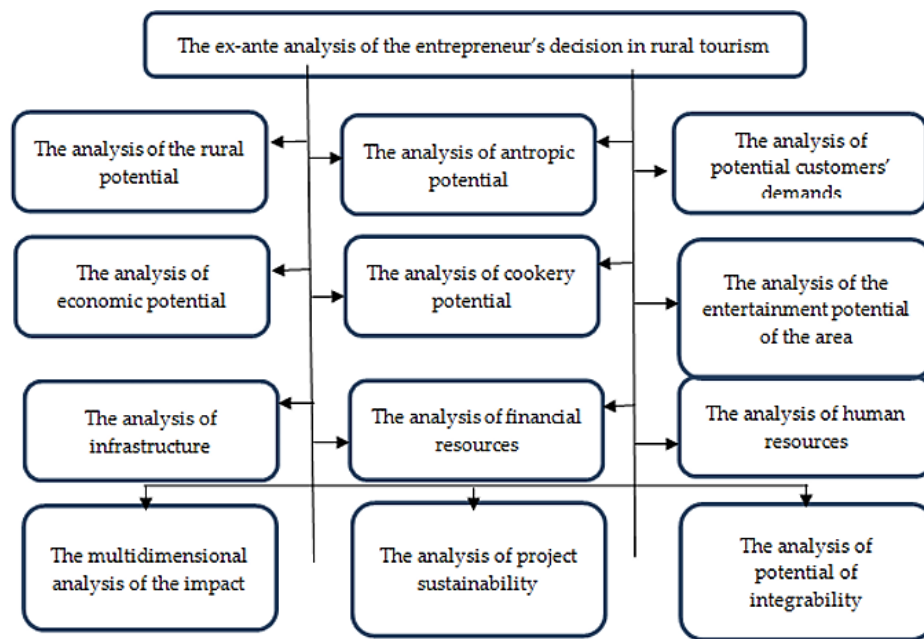 The ex-ante analysis of the entrepreneur’s decision in rural tourism
The analysis of the rural
potential
The analysis of antropic
potential
The analysis of
potential customers’
demands
The analysis of
economic potential
The analysis of cookery
potential
The analysis of the
entertainment potential
of the area
The analysis of
infrastructure
The analysis of financial
resources
The analysis of human
resources
The multidimensional
analysis of the impact
The analysis of project
sustainability
The analysis of
potential of
integrability